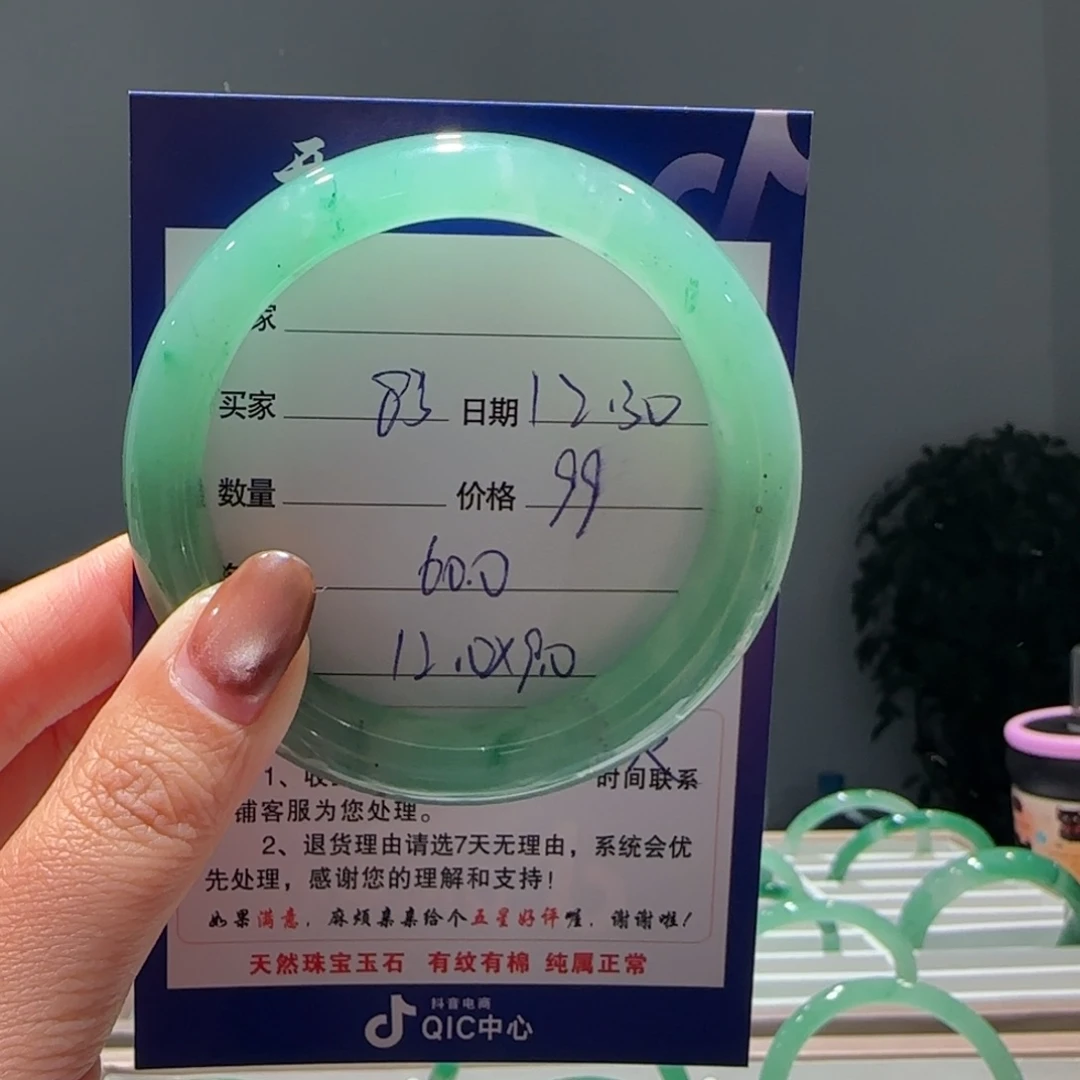 家
买家 83 日期 12.30
数量 价格 99
60.0
12.0x9.0
1、收 时间联系
铺客服为您处理。
2、退货理由请选7天无理由，系统会优
先处理，感谢您的理解和支持！
如果满意，麻烦亲亲给个五星好评喔，谢谢啦！
天然珠宝玉石 有纹有棉 纯属正常
抖音电商
QIC中心